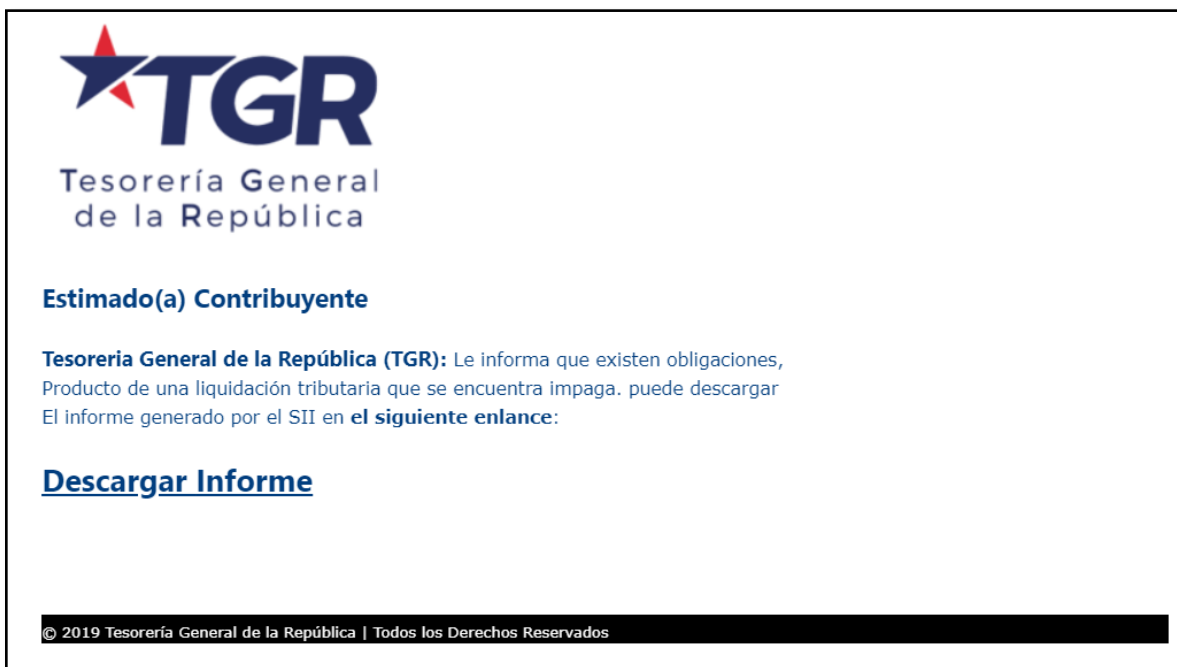 TGR
Tesorería General
de la República
Estimado(a) Contribuyente
Tesoreria General de la República (TGR): Le informa que existen obligaciones,
Producto de una liquidación tributaria que se encuentra impaga. puede descargar
El informe generado por el SII en el siguiente enlance:
Descargar Informe
© 2019 Tesorería General de la República | Todos los Derechos Reservados